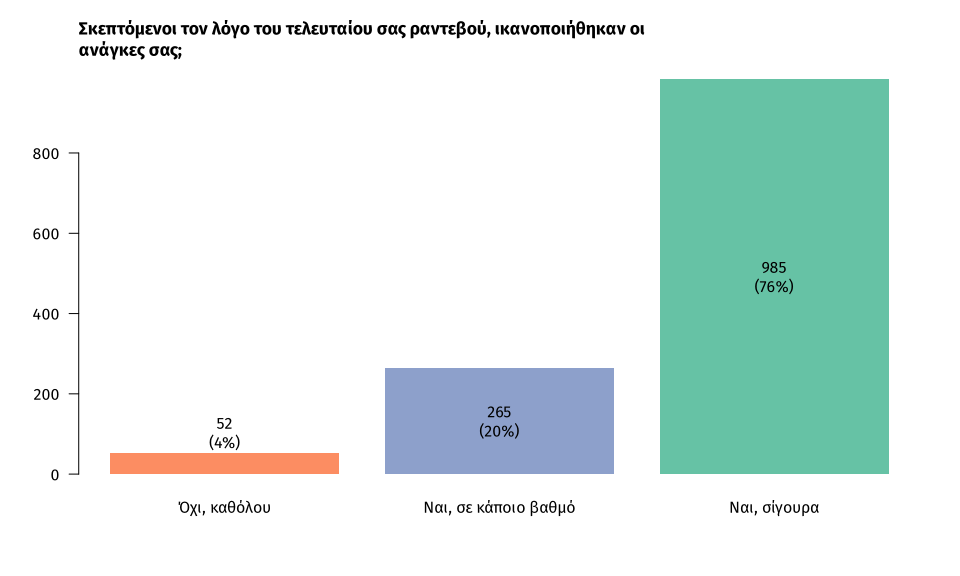 Σκεπτόμενοι τον λόγο του τελευταίου σας ραντεβού, ικανοποιήθηκαν οι
ανάγκες σας;
800
600
400
200
0
52
(4%)
265
(20%)
985
(76%)
Όχι, καθόλου
Ναι, σε κάποιο βαθμό
Ναι, σίγουρα